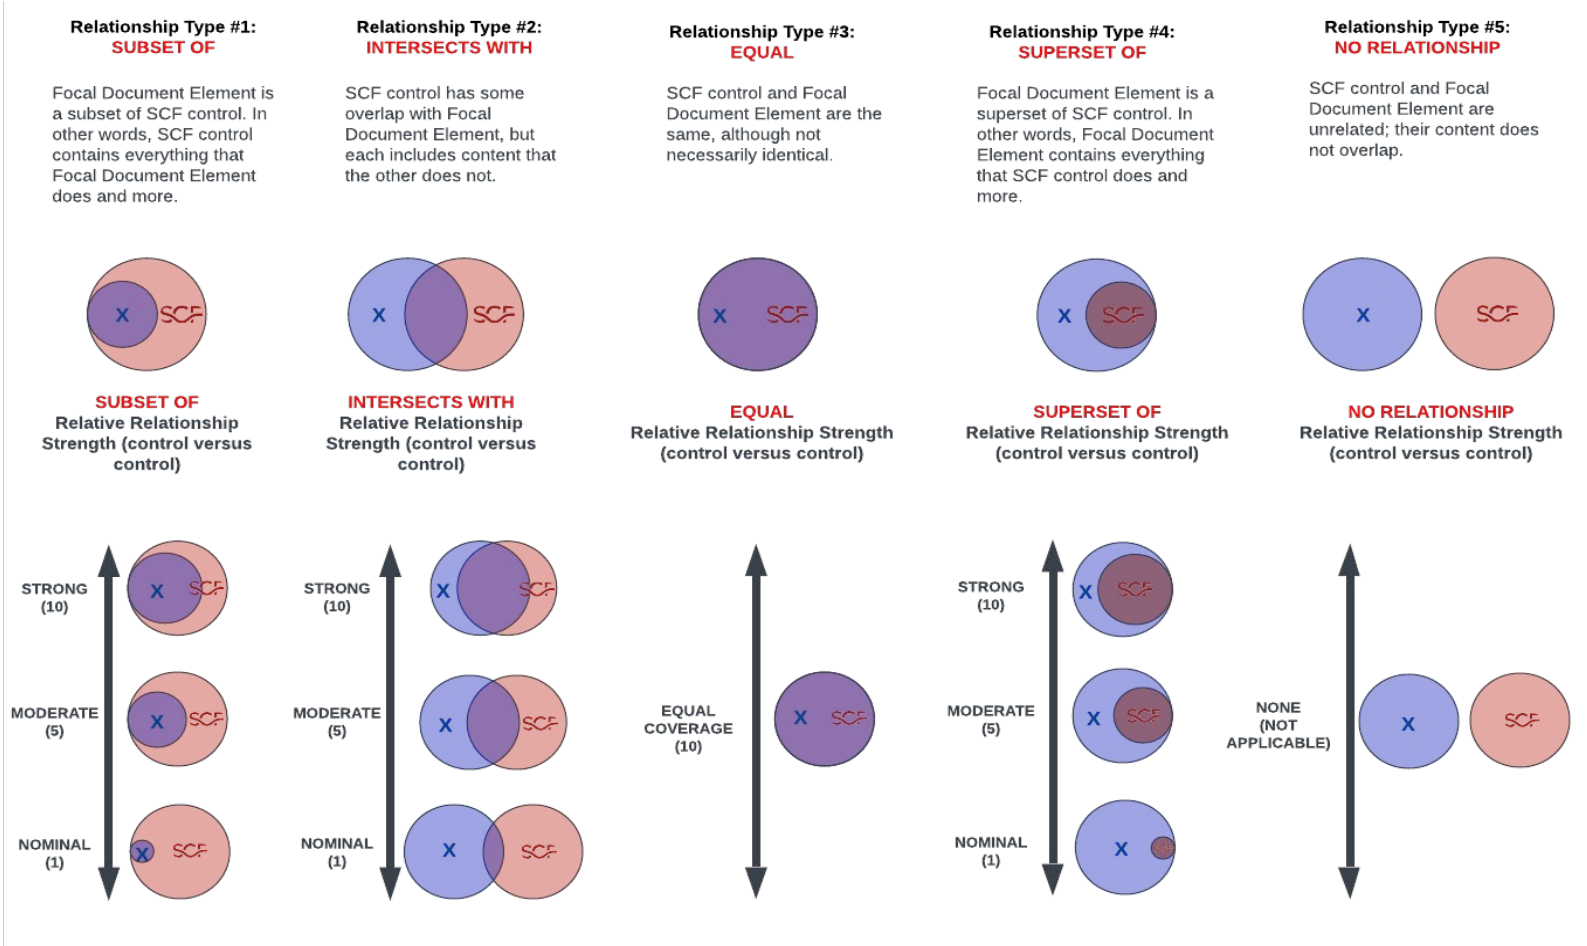 Relationship Type #1:
SUBSET OF
Focal Document Element is
a subset of SCF control. In
other words, SCF control
contains everything that
Focal Document Element
does and more.
X
SCF
SUBSET OF
Relative Relationship
Strength (control versus
control)
STRONG
(10)
X
SCF
MODERATE
(5)
X
SCF
NOMINAL
(1)
X
SCF
Relationship Type #2:
INTERSECTS WITH
SCF control has some
overlap with Focal
Document Element, but
each includes content that
the other does not.
X
SCF
INTERSECTS WITH
Relative Relationship
Strength (control versus
control)
STRONG
(10)
X
SCF
MODERATE
(5)
X
SCF
NOMINAL
(1)
X
SCF
Relationship Type #3:
EQUAL
SCF control and Focal
Document Element are the
same, although not
necessarily identical.
X
SCF
EQUAL
Relative Relationship Strength
(control versus control)
EQUAL
COVERAGE
(10)
X
SCF
Relationship Type #4:
SUPERSET OF
Focal Document Element is a
superset of SCF control. In
other words, Focal Document
Element contains everything
that SCF control does and
more.
X
SCF
SUPERSET OF
Relative Relationship Strength
(control versus control)
STRONG
(10)
X
SCF
MODERATE
(5)
X
SCF
NOMINAL
(1)
X
SCF
Relationship Type #5:
NO RELATIONSHIP
SCF control and Focal
Document Element are
unrelated; their content does
not overlap.
X
SCF
NO RELATIONSHIP
Relative Relationship Strength
(control versus control)
NONE
(NOT
APPLICABLE)
X
SCF